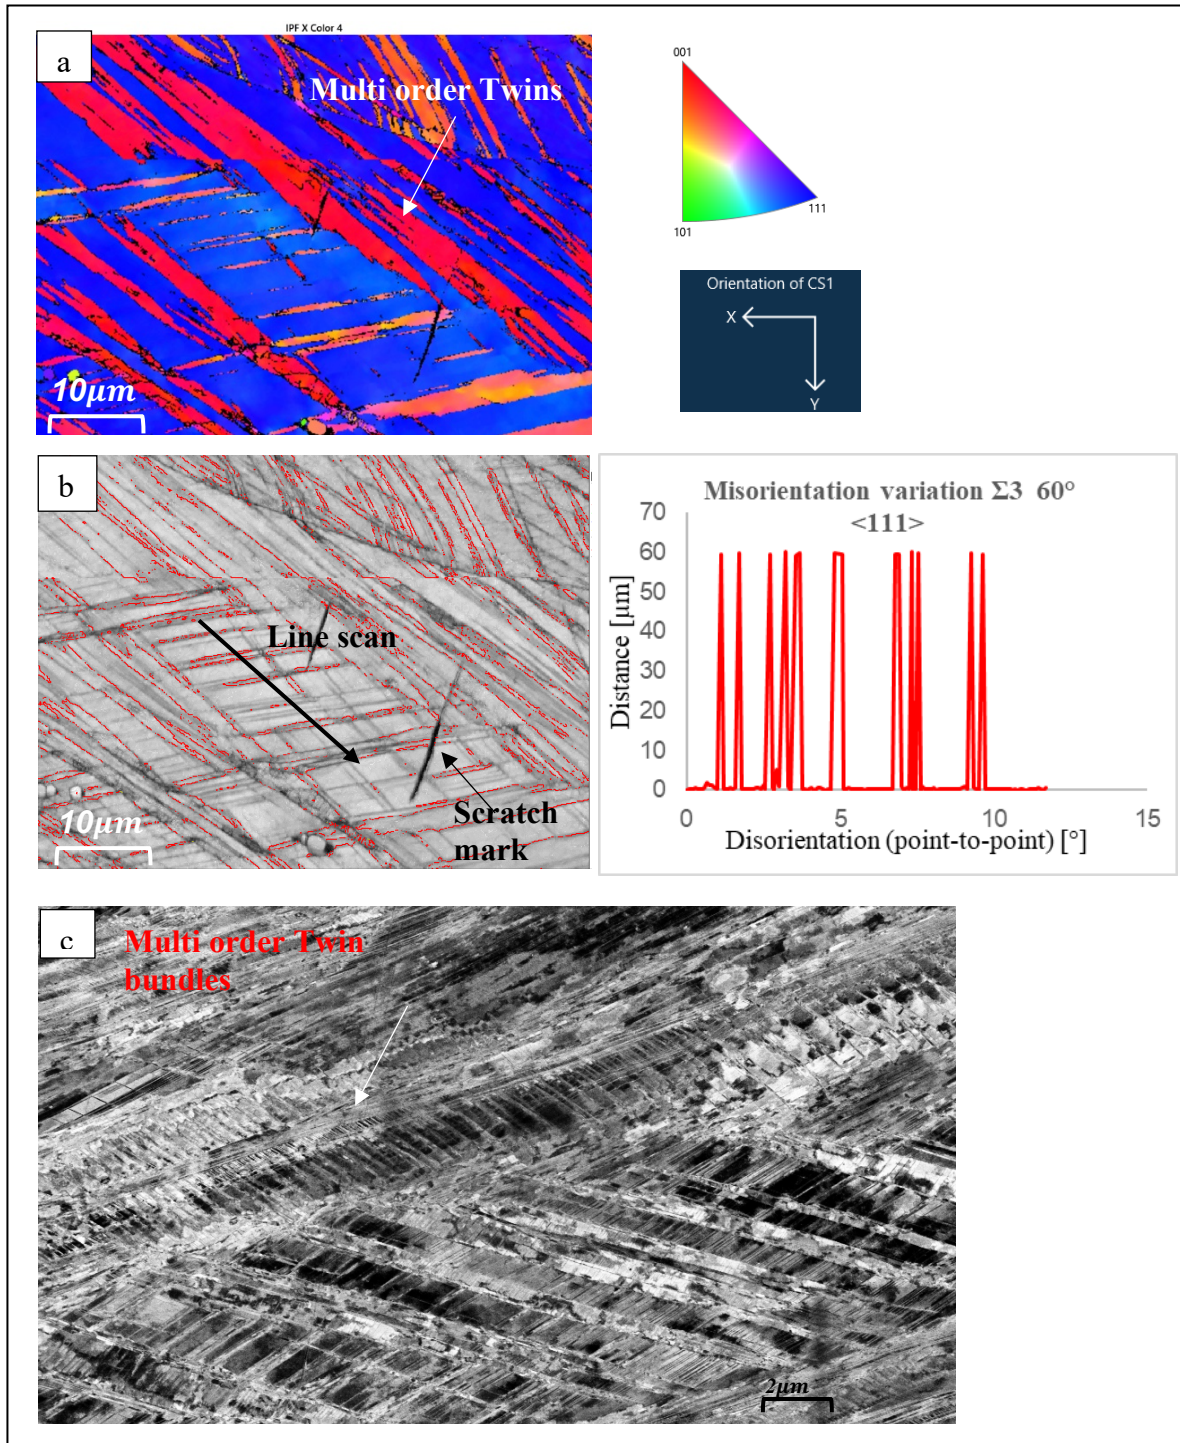 IPF X Color 4
a
Multi order Twins
10μm
001
111
101
Orientation of CS1
X
Y
b
Line scan
Scratch
mark
10μm
Misorientation variation Σ3 60°
<111>
Distance [μm]
70
60
50
40
30
20
10
0
0 5 10 15
Disorientation (point-to-point) [°]
c
Multi order Twin
bundles
2μm